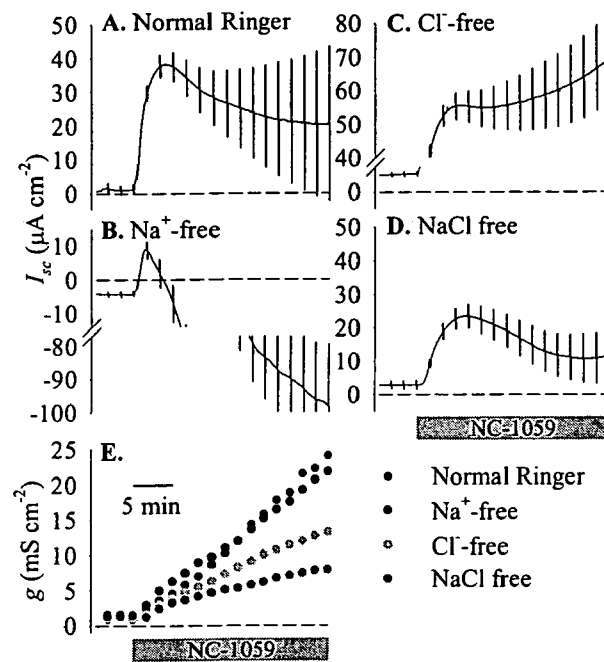 A. Normal Ringer
50
40
30
20
10
0
C. Cl⁻-free
80
70
60
50
40
0
B. Na⁺-free
10
0
-10
-80
-90
-100
D. NaCl free
50
40
30
20
10
0
Isc (μA cm⁻²)
NC-1059
E.
25
20
15
10
5
0
5 min
g (mS cm⁻²)
NC-1059
Normal Ringer
Na⁺-free
Cl⁻-free
NaCl free